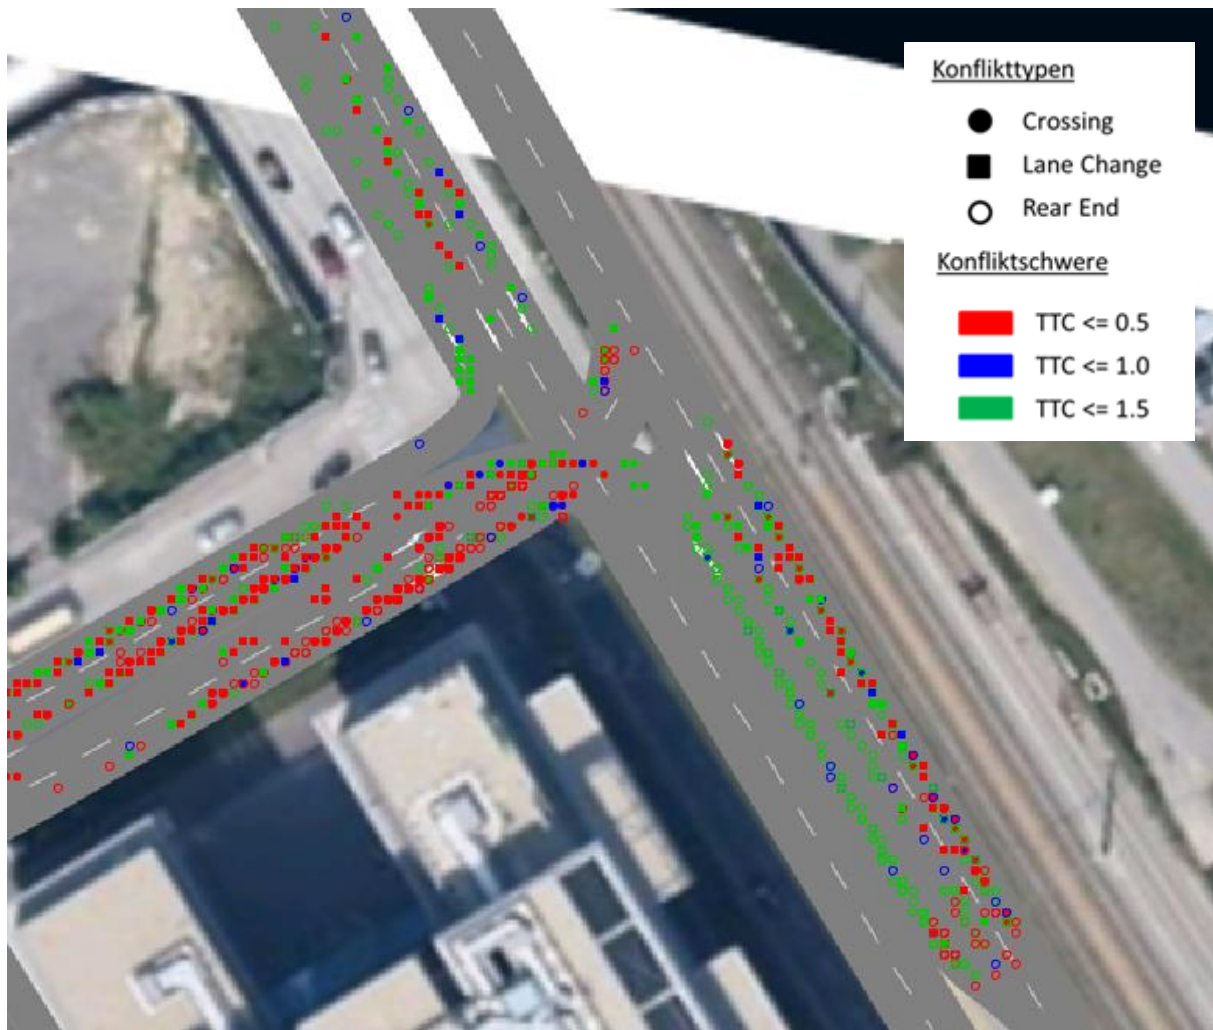 Konflikttypen
Crossing
Lane Change
Rear End
Konfliktschwere
TTC <= 0.5
TTC <= 1.0
TTC <= 1.5